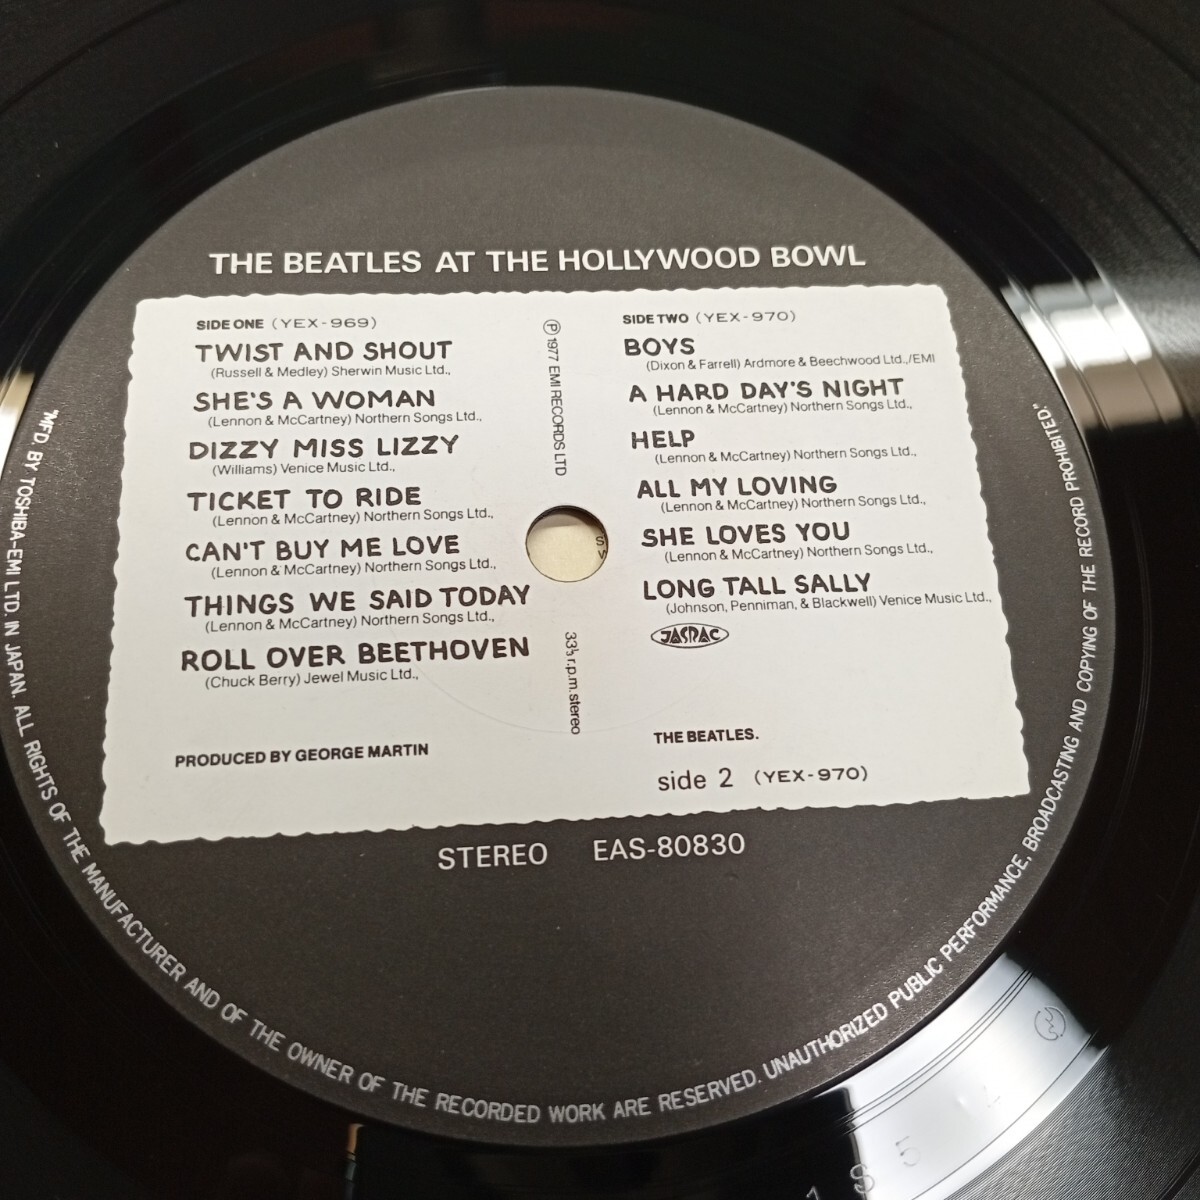 THE BEATLES AT THE HOLLYWOOD BOWL
SIDE ONE (YEX-969)
TWIST AND SHOUT
(Russell & Medley) Sherwin Music Ltd.,
SHE'S A WOMAN
(Lennon & McCartney) Northern Songs Ltd.,
DIZZY MISS LIZZY
(Williams) Venice Music Ltd.,
TICKET TO RIDE
(Lennon & McCartney) Northern Songs Ltd.,
CAN'T BUY ME LOVE
(Lennon & McCartney) Northern Songs Ltd.,
THINGS WE SAID TODAY
(Lennon & McCartney) Northern Songs Ltd.,
ROLL OVER BEETHOVEN
(Chuck Berry) Jewel Music Ltd.,
PRODUCED BY GEORGE MARTIN
Ⓟ 1977 EMI RECORDS LTD
33⅓ r.p.m. stereo
SIDE TWO (YEX-970)
BOYS
(Dixon & Farrell) Ardmore & Beechwood Ltd./EMI
A HARD DAY'S NIGHT
(Lennon & McCartney) Northern Songs Ltd.,
HELP
(Lennon & McCartney) Northern Songs Ltd.,
ALL MY LOVING
(Lennon & McCartney) Northern Songs Ltd.,
SHE LOVES YOU
(Lennon & McCartney) Northern Songs Ltd.,
LONG TALL SALLY
(Johnson, Penniman, & Blackwell) Venice Music Ltd.,
JASRAC
THE BEATLES.
side 2 (YEX-970)
STEREO EAS-80830
"MFD. BY TOSHIBA-EMI LTD. IN JAPAN. ALL RIGHTS OF THE MANUFACTURER AND OF THE OWNER OF THE RECORDED WORK ARE RESERVED. UNAUTHORIZED PUBLIC PERFORMANCE, BROADCASTING AND COPYING OF THE RECORD PROHIBITED."
S
V
1 S 5 2